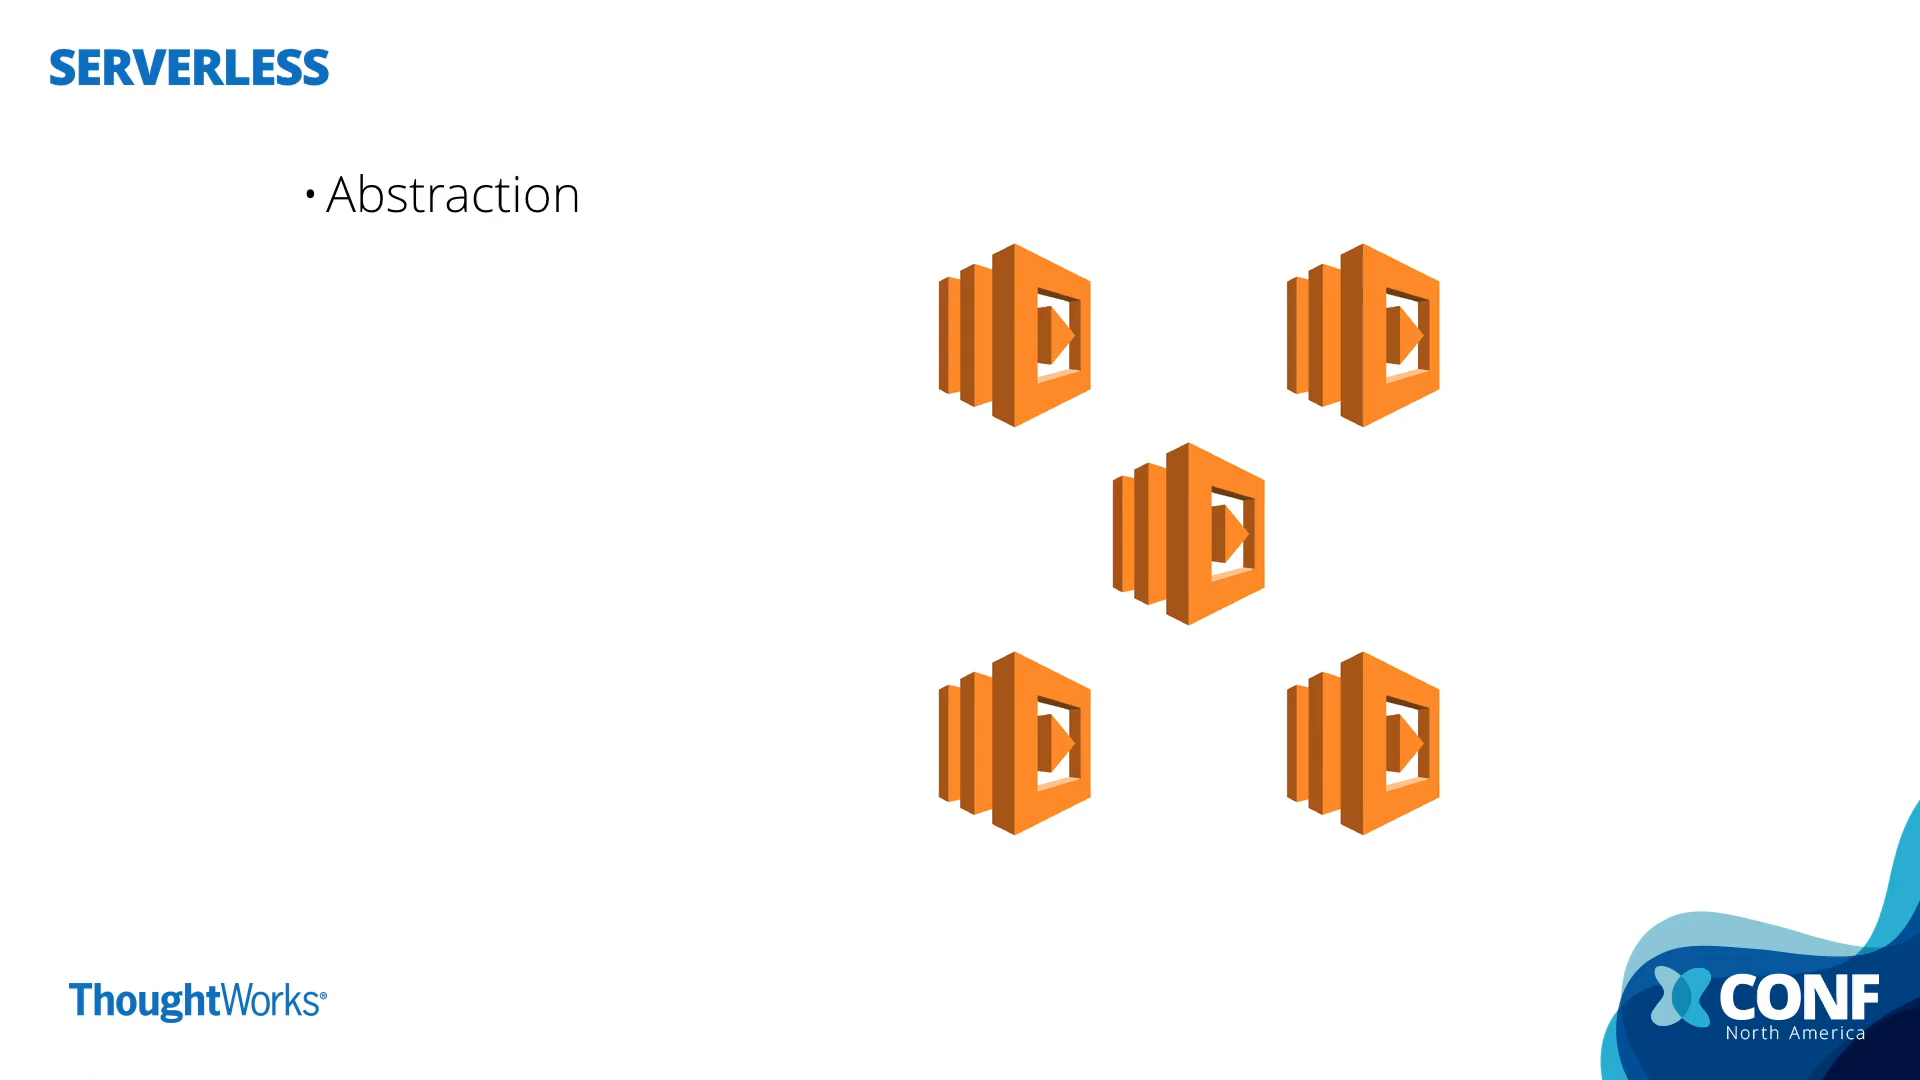 SERVERLESS
• Abstraction
ThoughtWorks®
XCONF
North America